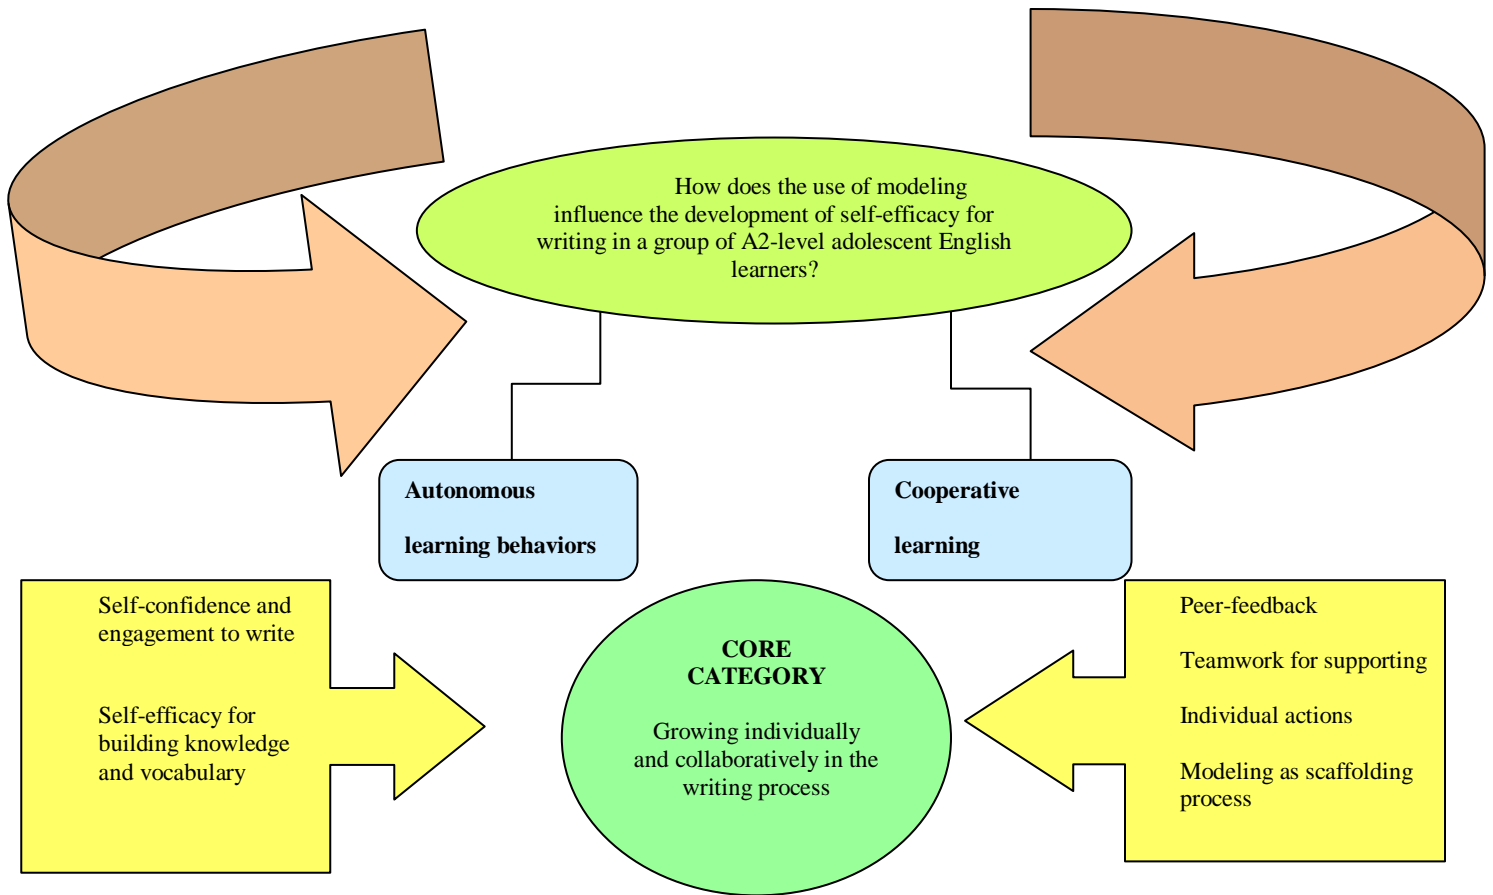 How does the use of modeling
influence the development of self-efficacy for
writing in a group of A2-level adolescent English
learners?
Autonomous
learning behaviors
Cooperative
learning
Self-confidence and
engagement to write
Self-efficacy for
building knowledge
and vocabulary
CORE
CATEGORY
Growing individually
and collaboratively in the
writing process
Peer-feedback
Teamwork for supporting
Individual actions
Modeling as scaffolding
process